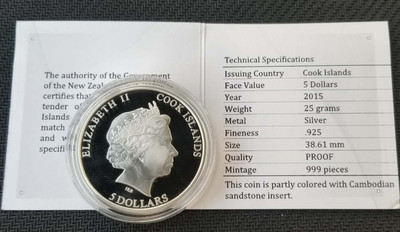 The authority of the Government
of the New Zea
certifies that
tender of
Islands
match
and w
specifi
ELIZABETH II
COOK ISLANDS
IRB
5 DOLLARS
Technical Specifications
Issuing Country Cook Islands
Face Value 5 Dollars
Year 2015
Weight 25 grams
Metal Silver
Fineness .925
Size 38.61 mm
Quality PROOF
Mintage 999 pieces
This coin is partly colored with Cambodian
sandstone insert.